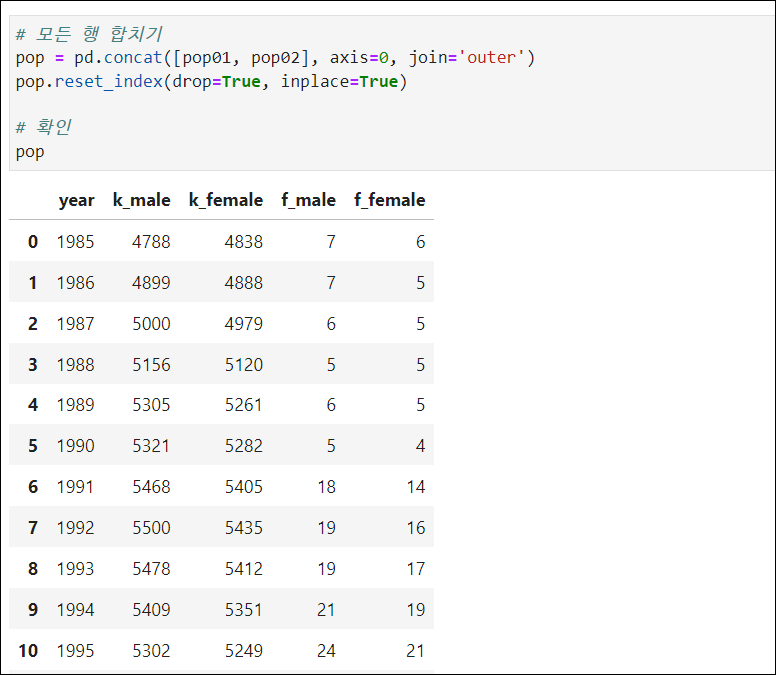 # 모든 행 합치기
pop = pd.concat([pop01, pop02], axis=0, join='outer')
pop.reset_index(drop=True, inplace=True)
# 확인
pop
year k_male k_female f_male f_female
0 1985 4788 4838 7 6
1 1986 4899 4888 7 5
2 1987 5000 4979 6 5
3 1988 5156 5120 5 5
4 1989 5305 5261 6 5
5 1990 5321 5282 5 4
6 1991 5468 5405 18 14
7 1992 5500 5435 19 16
8 1993 5478 5412 19 17
9 1994 5409 5351 21 19
10 1995 5302 5249 24 21